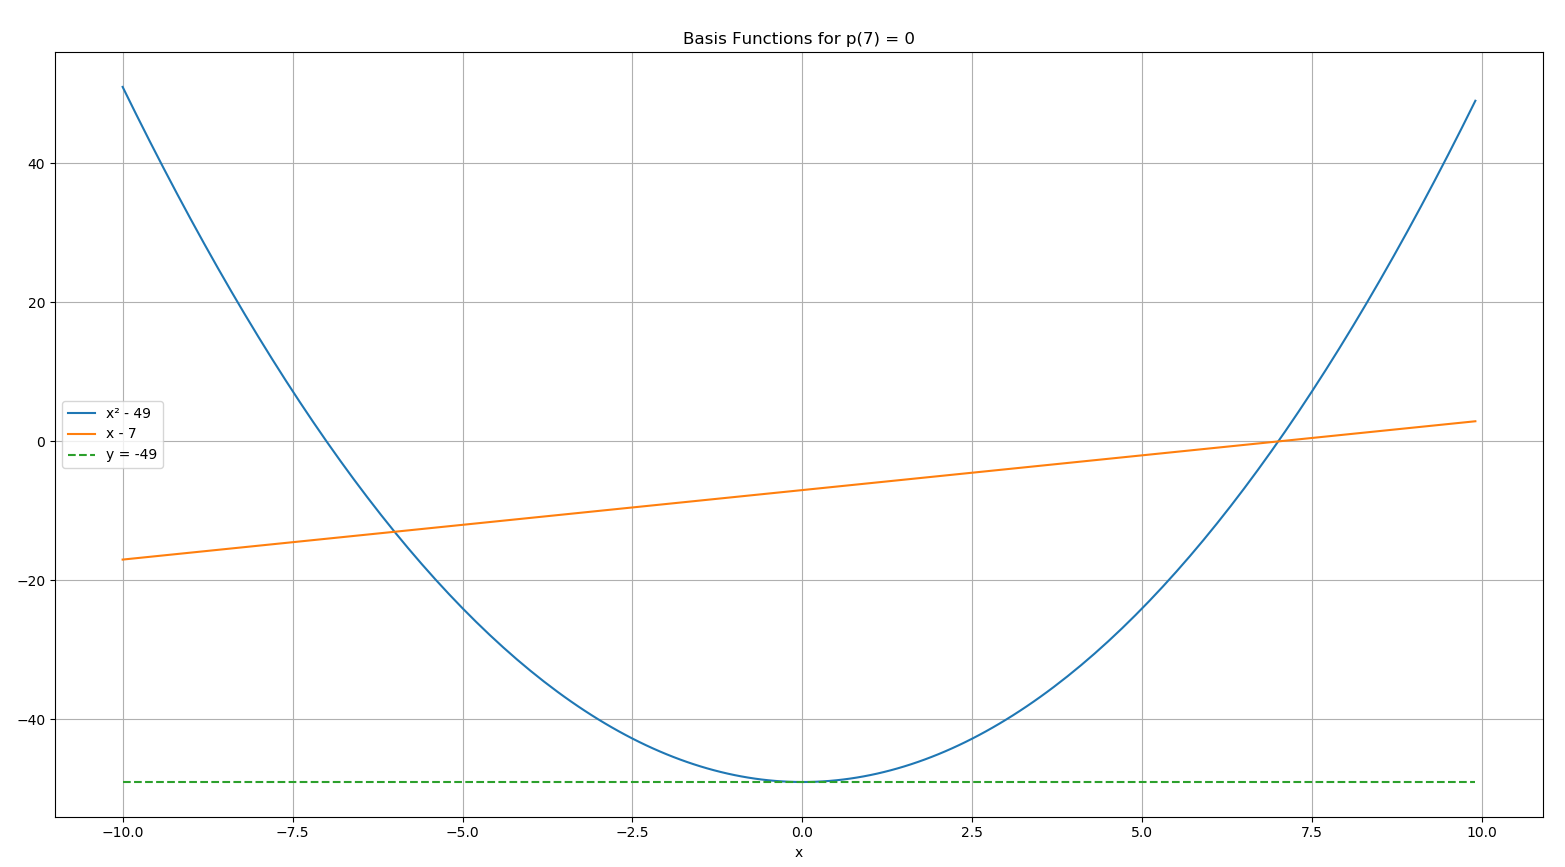 Basis Functions for p(7) = 0
40
20
0
−20
−40
x² - 49
x - 7
y = -49
−10.0
−7.5
−5.0
−2.5
0.0
2.5
5.0
7.5
10.0
x